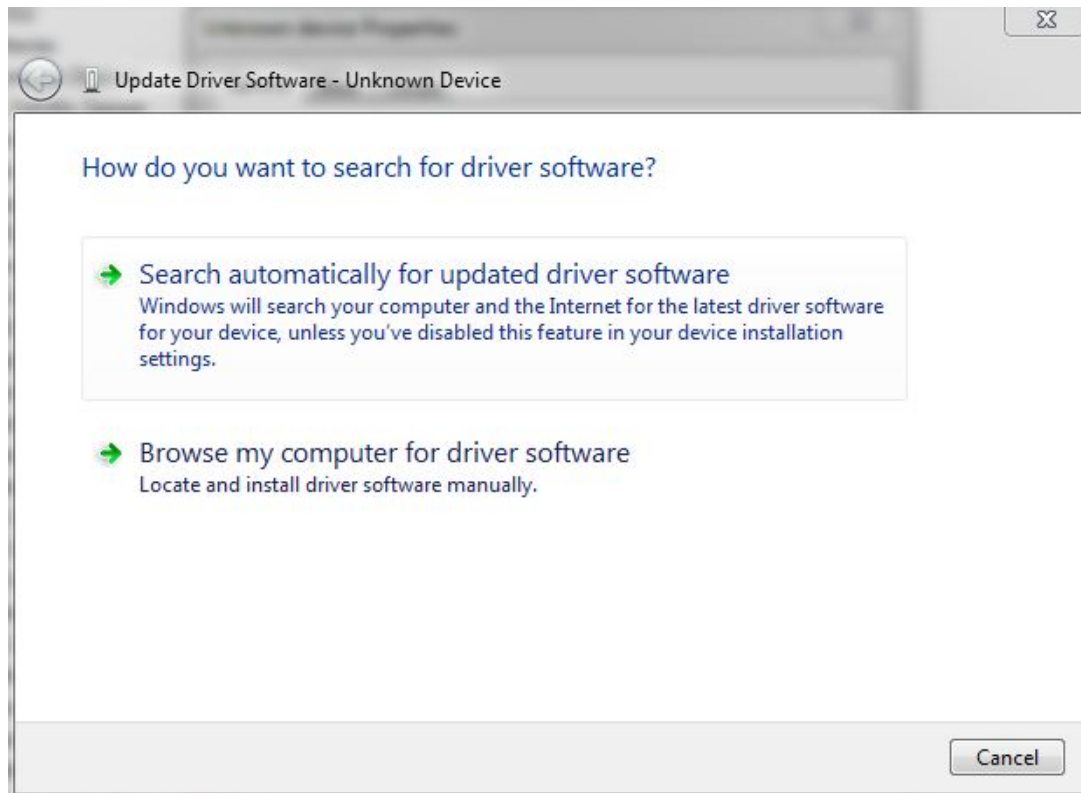 Update Driver Software - Unknown Device
How do you want to search for driver software?
Search automatically for updated driver software
Windows will search your computer and the Internet for the latest driver software
for your device, unless you've disabled this feature in your device installation
settings.
Browse my computer for driver software
Locate and install driver software manually.
Cancel